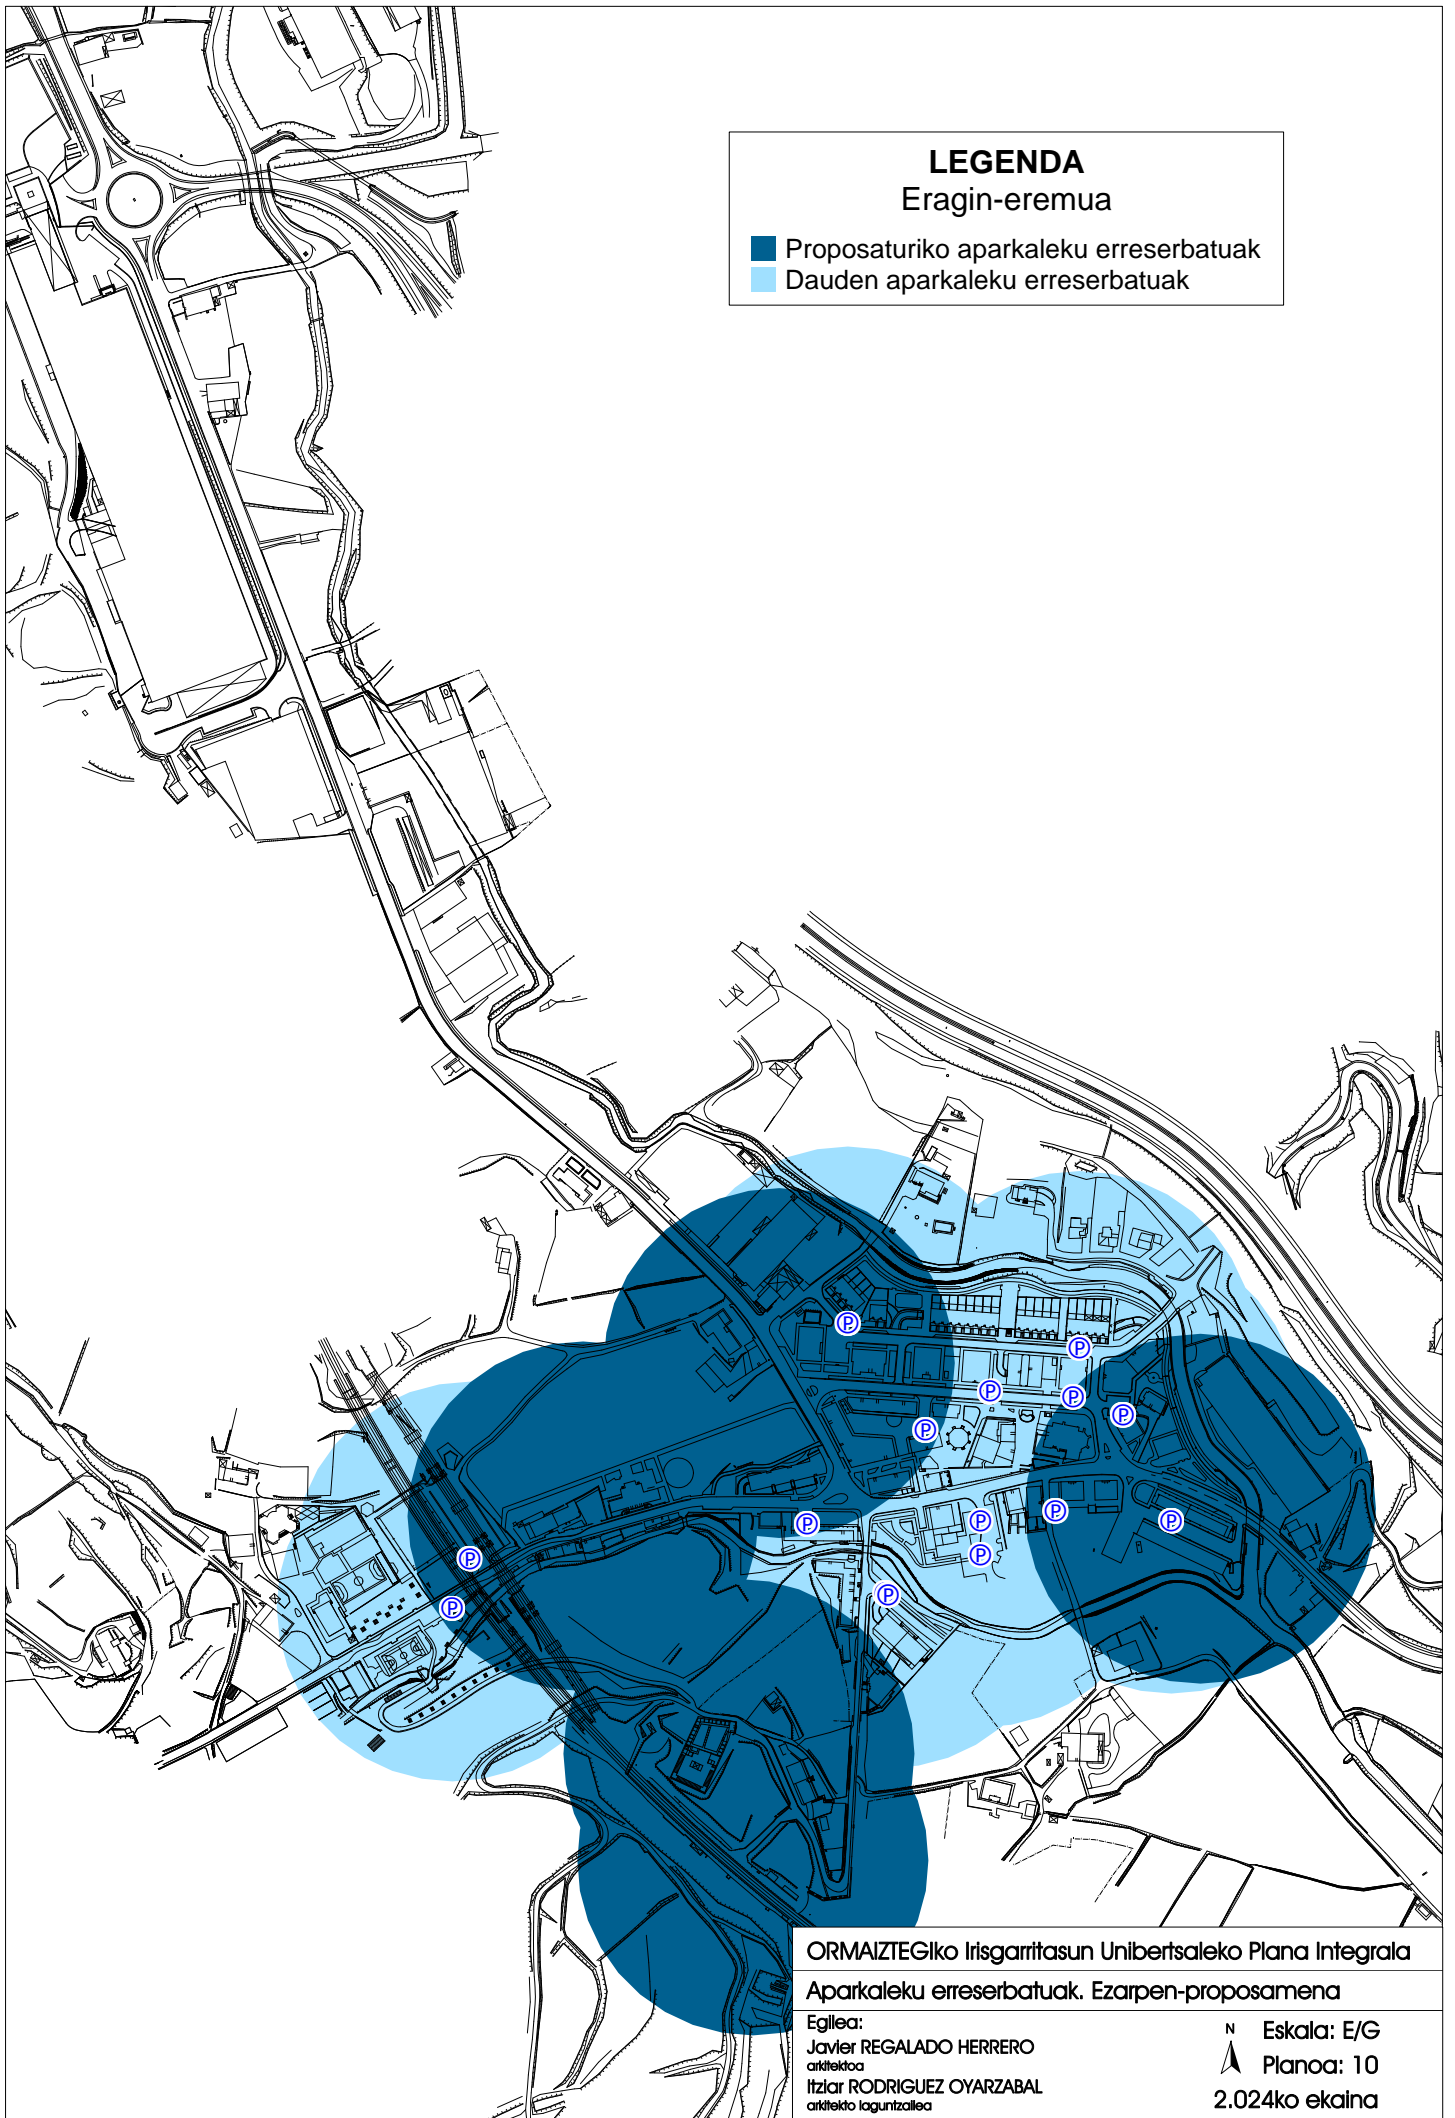 LEGENDA
Eragin-eremua
Proposaturiko aparkaleku erreserbatuak
Dauden aparkaleku erreserbatuak
P
P
P
P
P
P
P
P
P
P
P
P
P
P
ORMAIZTEGIko Irisgarritasun Unibertsaleko Plana Integrala
Aparkaleku erreserbatuak. Ezarpen-proposamena
Egilea:
Javier REGALADO HERRERO
arkitektoa
Itziar RODRIGUEZ OYARZABAL
arkitekto laguntzailea
N
Eskala: E/G
Planoa: 10
2.024ko ekaina